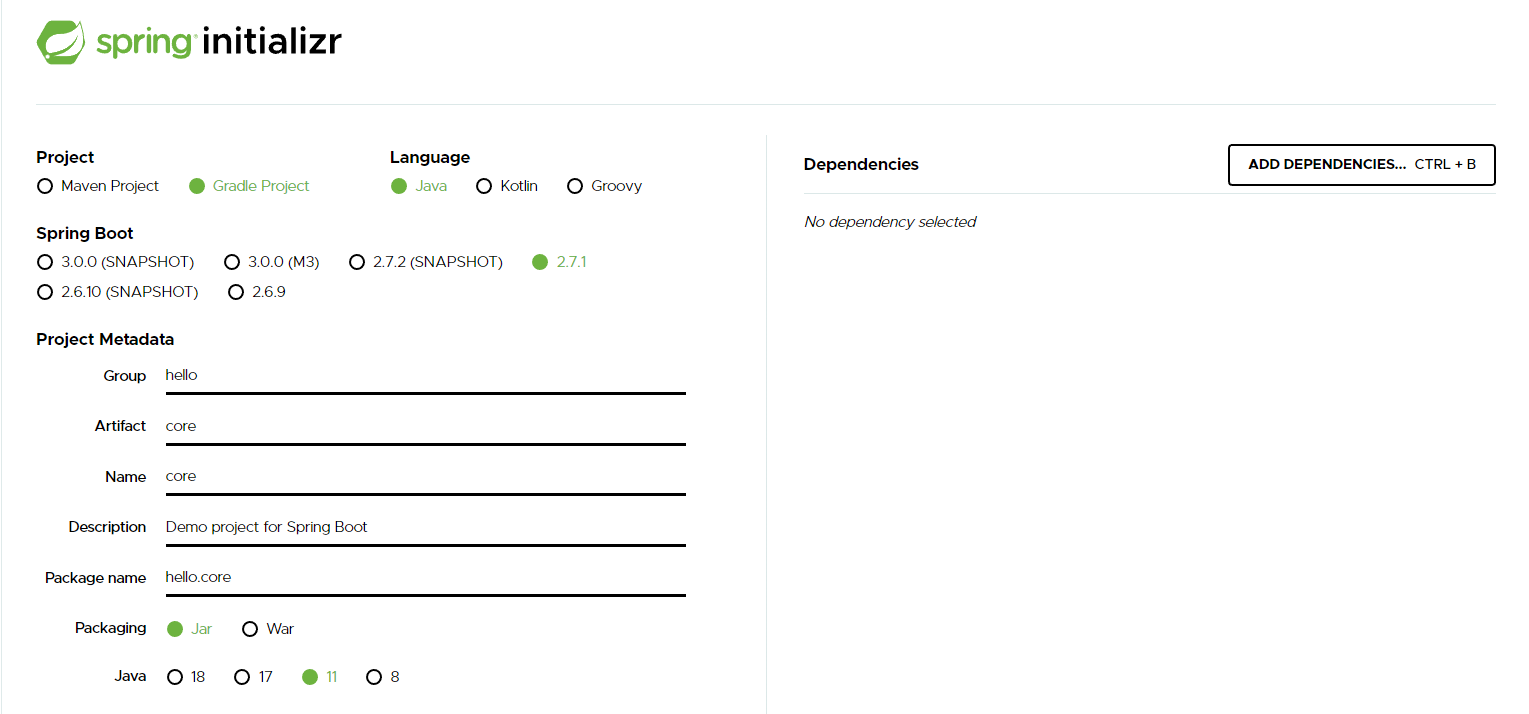 spring initializr
Project
Maven Project Gradle Project
Language
Java Kotlin Groovy
Spring Boot
3.0.0 (SNAPSHOT) 3.0.0 (M3) 2.7.2 (SNAPSHOT) 2.7.1
2.6.10 (SNAPSHOT) 2.6.9
Project Metadata
Group hello
Artifact core
Name core
Description Demo project for Spring Boot
Package name hello.core
Packaging Jar War
Java 18 17 11 8
Dependencies
ADD DEPENDENCIES... CTRL + B
No dependency selected